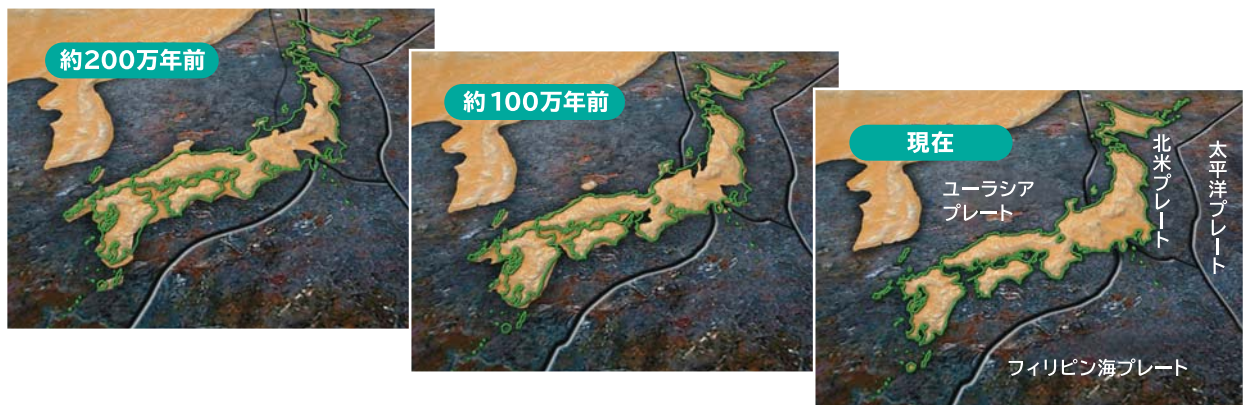 約200万年前
約100万年前
現在
ユーラシア
プレート
北米プレート
太平洋プレート
フィリピン海プレート